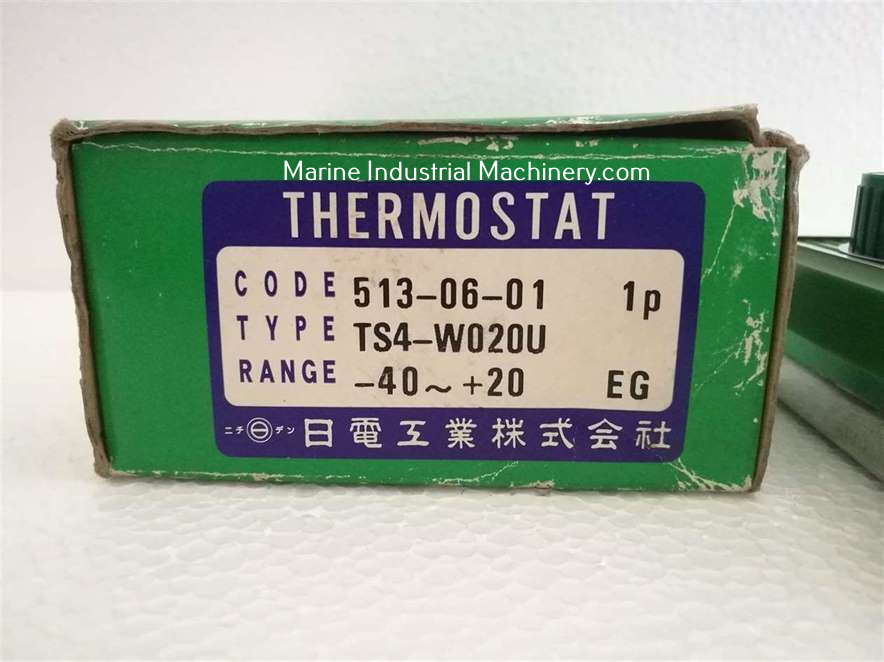 Marine Industrial Machinery.com
THERMOSTAT
CODE 513-06-01 1p
TYPE TS4-W020U
RANGE -40～+20 EG
ニチ 日 デン 日電工業株式会社